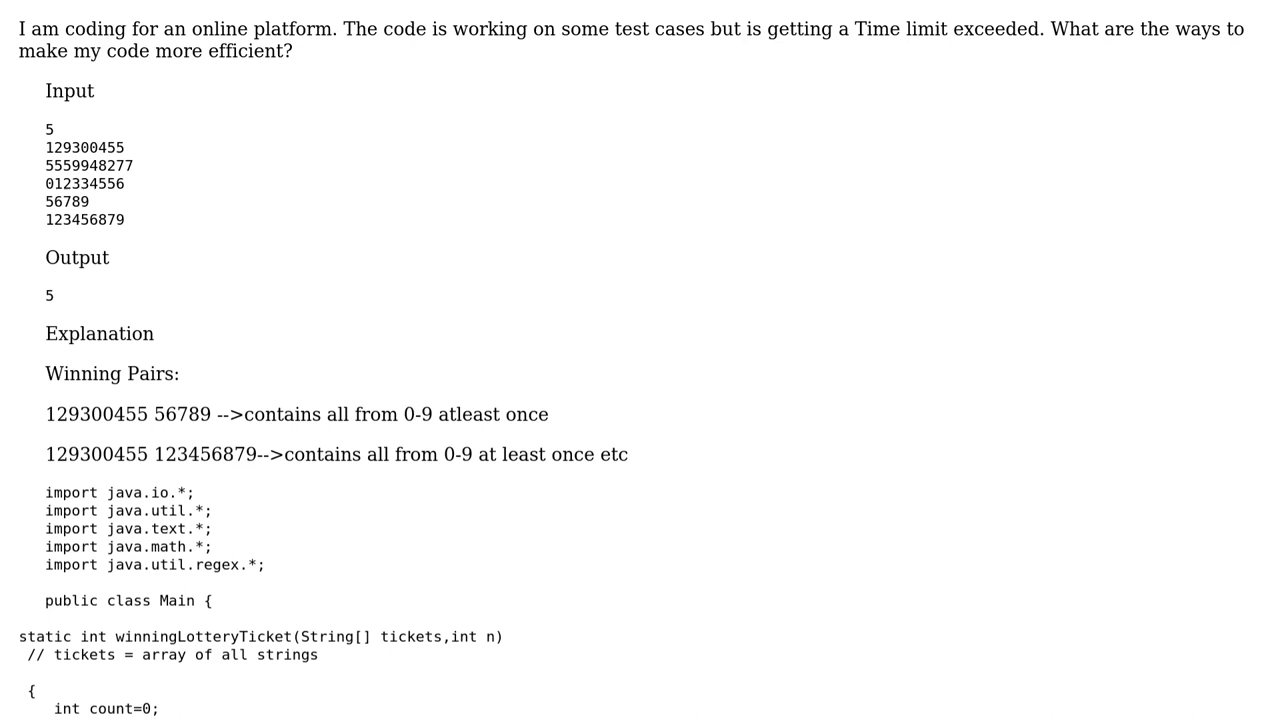 I am coding for an online platform. The code is working on some test cases but is getting a Time limit exceeded. What are the ways to
make my code more efficient?
Input
5
129300455
5559948277
012334556
56789
123456879
Output
5
Explanation
Winning Pairs:
129300455 56789 -->contains all from 0-9 atleast once
129300455 123456879-->contains all from 0-9 at least once etc
import java.io.*;
import java.util.*;
import java.text.*;
import java.math.*;
import java.util.regex.*;
public class Main {
static int winningLotteryTicket(String[] tickets,int n)
// tickets = array of all strings
{
int count=0;